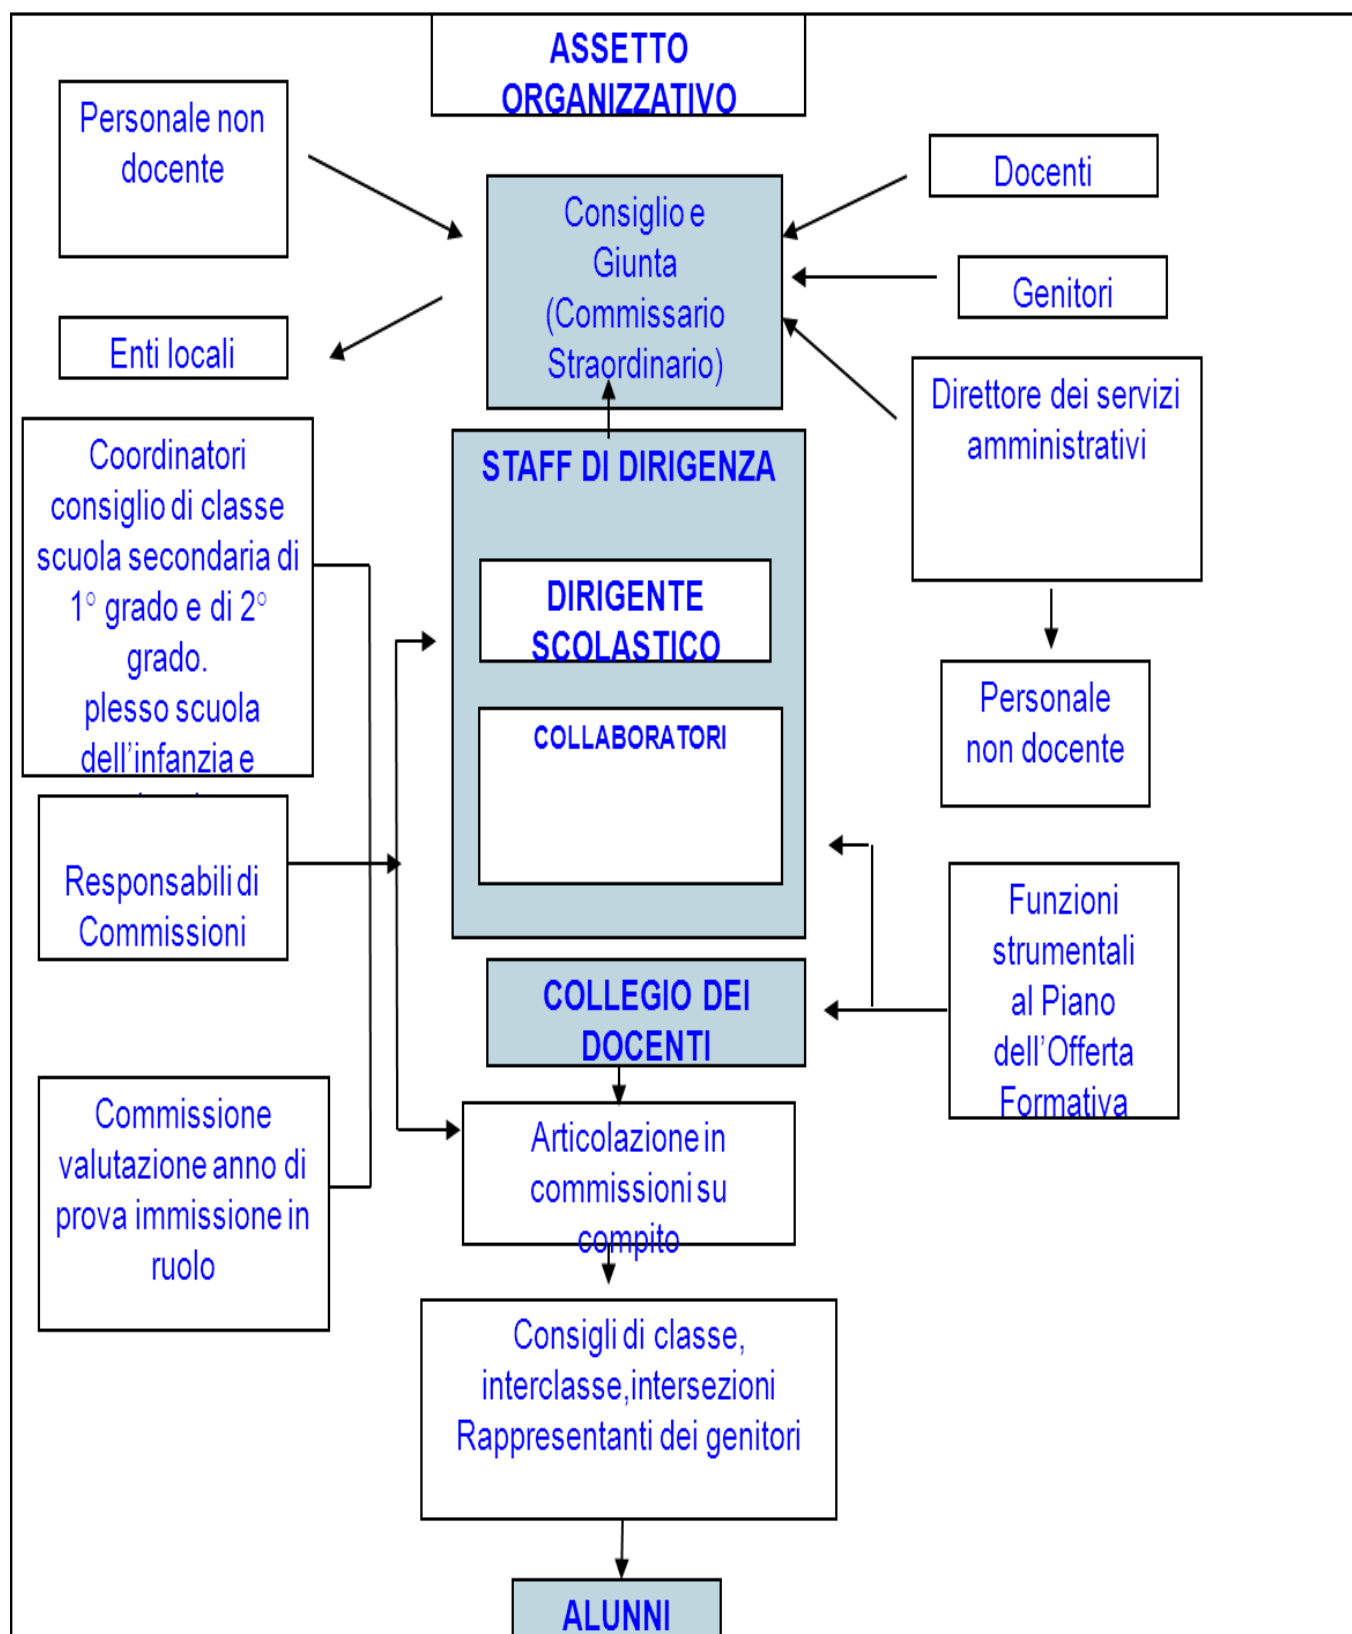 ASSETTO
ORGANIZZATIVO
Personale non
docente
Docenti
Consiglio e
Giunta
(Commissario
Straordinario)
Genitori
Enti locali
Direttore dei servizi
amministrativi
Coordinatori
consiglio di classe
scuola secondaria di
1° grado e di 2°
grado.
plesso scuola
dell’infanzia e
STAFF DI DIRIGENZA
DIRIGENTE
SCOLASTICO
COLLABORATORI
Personale
non docente
Responsabili di
Commissioni
Funzioni
strumentali
al Piano
dell’Offerta
Formativa
COLLEGIO DEI
DOCENTI
Commissione
valutazione anno di
prova immissione in
ruolo
Articolazione in
commissioni su
compito
Consigli di classe,
interclasse,intersezioni
Rappresentanti dei genitori
ALUNNI